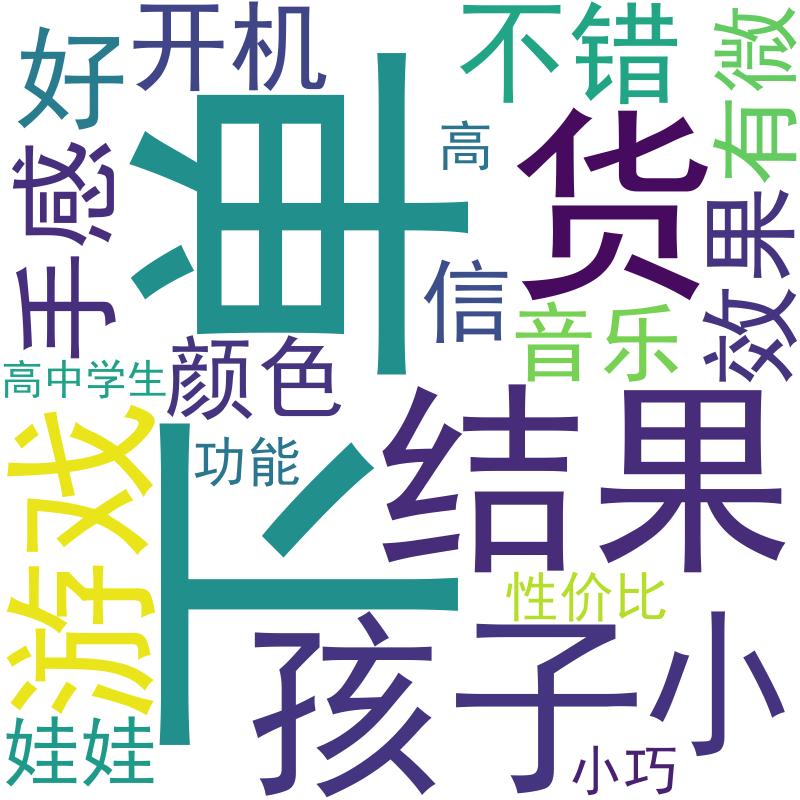 好
开机
不错
有微
手感
下单
高
货
效果
信
音乐
颜色
高中学生
游戏
功能
结果
性价比
孩子
小
娃娃
小巧